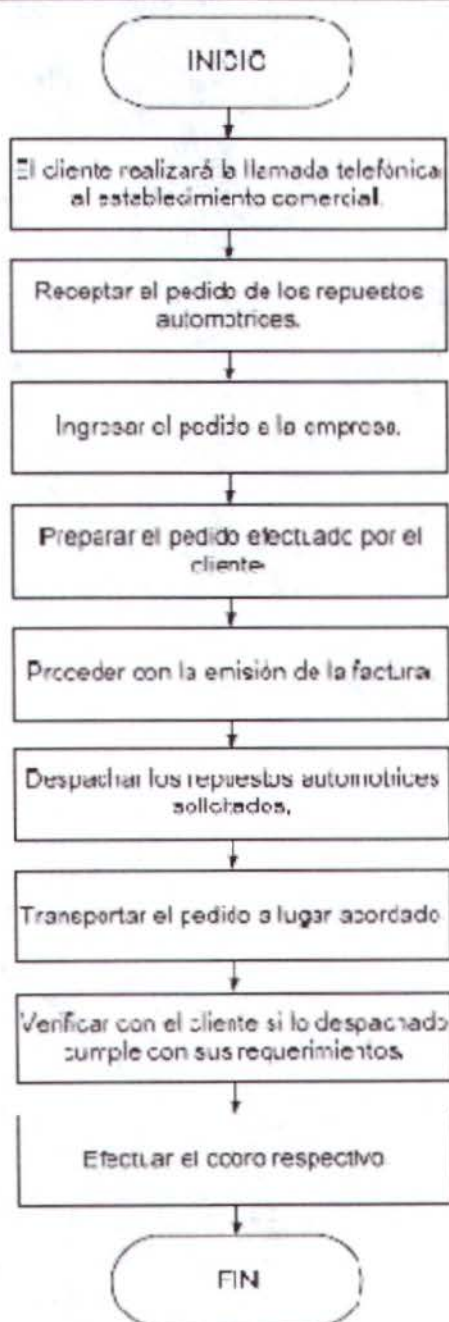 INICIO
El cliente realizará la llamada telefónica
al establecimiento comercial.
Receptar el pedido de los repuestos
automotrices.
Ingresar el pedido a la empresa.
Preparar el pedido efectuado por el
cliente
Proceder con la emisión de la factura.
Despachar los repuestos automotrices
solicitados.
Transportar el pedido a lugar acordado
Verificar con el cliente si lo despachado
cumple con sus requerimientos.
Efectuar el cobro respectivo
FIN